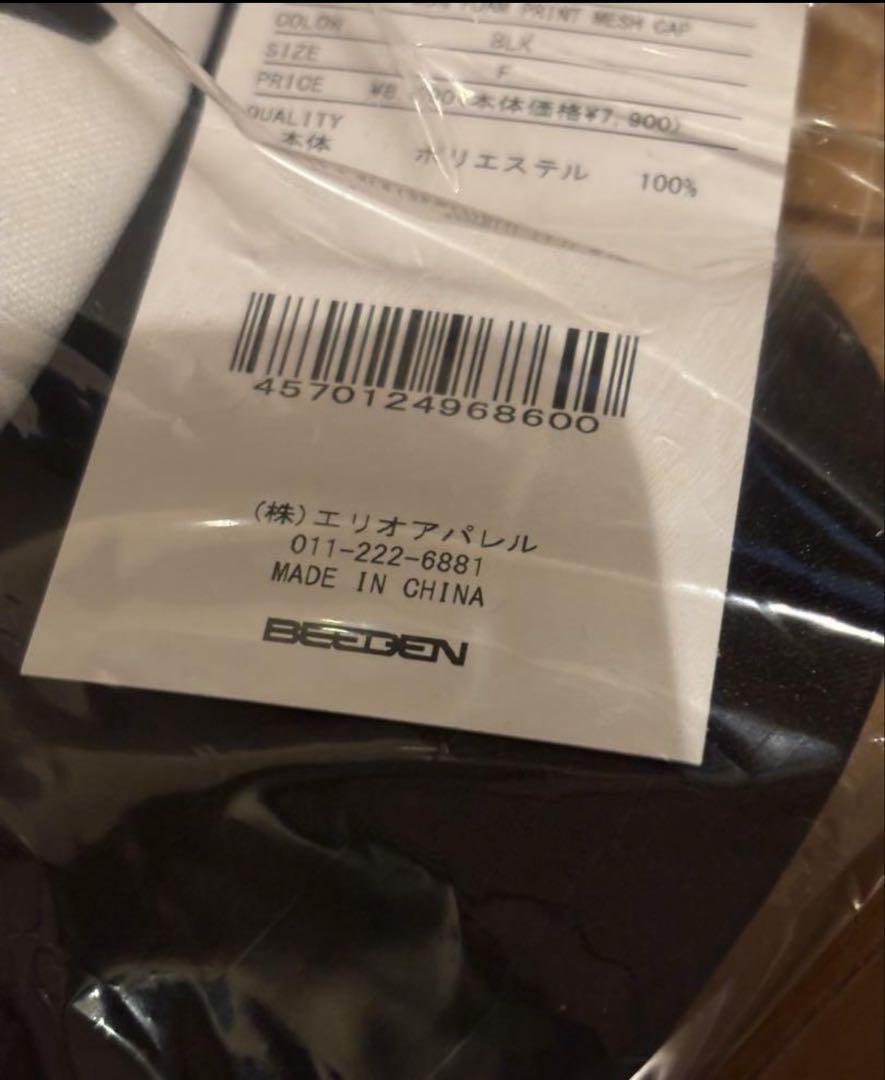 FOAM PRINT MESH CAP
COLOR BLK
SIZE F
PRICE (本体価格¥7,900)
QUALITY
本体 ポリエステル 100%
4570124968600
(株)エリオアパレル
011-222-6881
MADE IN CHINA
BEEDEN